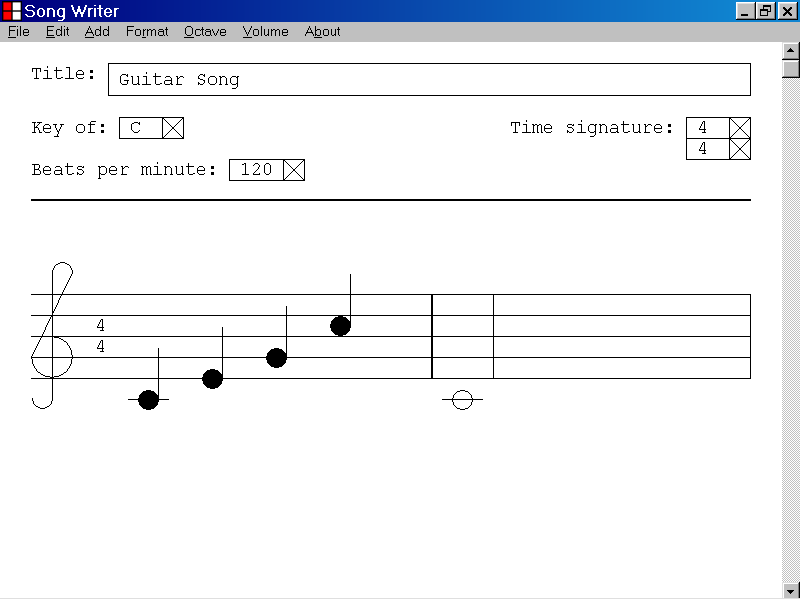 Song Writer
File Edit Add Format Octave Volume About
Title: Guitar Song
Key of: C Time signature: 4
4
Beats per minute: 120
4
4